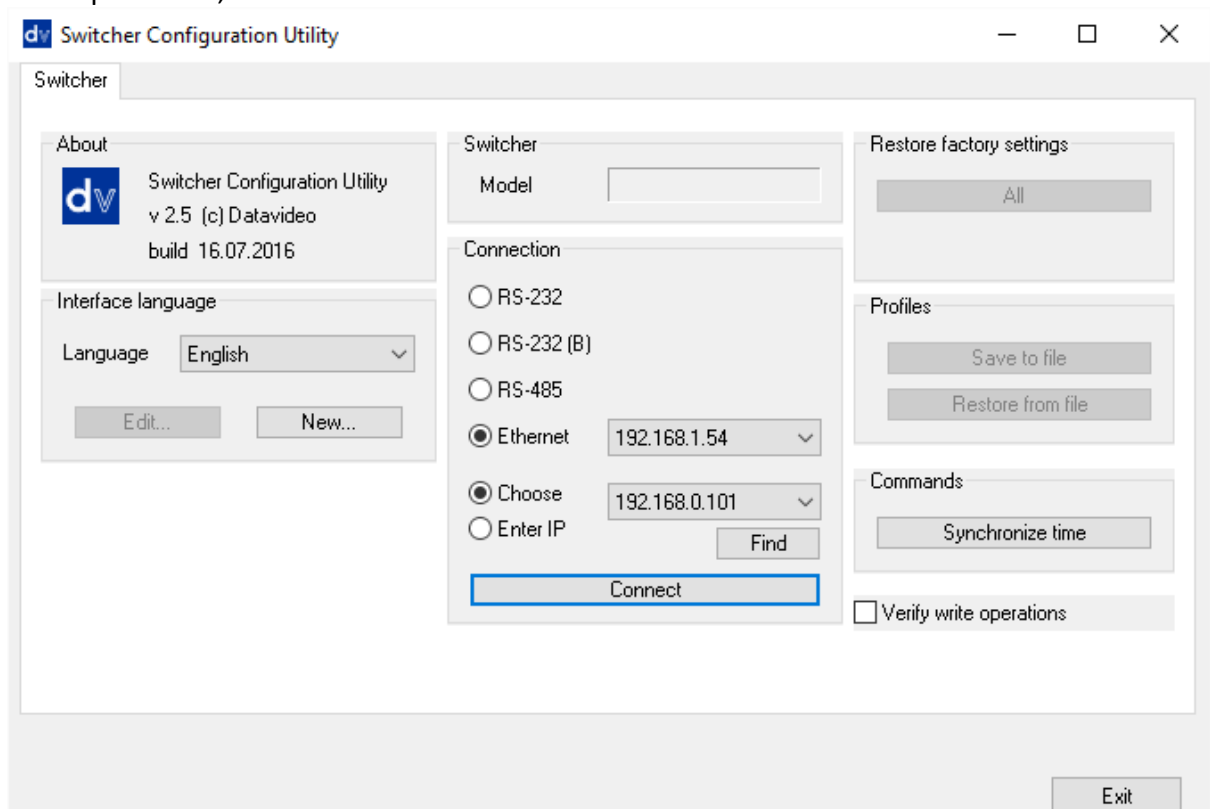 dv Switcher Configuration Utility
Switcher
About
dv
Switcher Configuration Utility
v 2.5 (c) Datavideo
build 16.07.2016
Interface language
Language English
Edit... New...
Switcher
Model
Connection
RS-232
RS-232 (B)
RS-485
Ethernet 192.168.1.54
Choose 192.168.0.101
Enter IP
Find
Connect
Restore factory settings
All
Profiles
Save to file
Restore from file
Commands
Synchronize time
Verify write operations
Exit